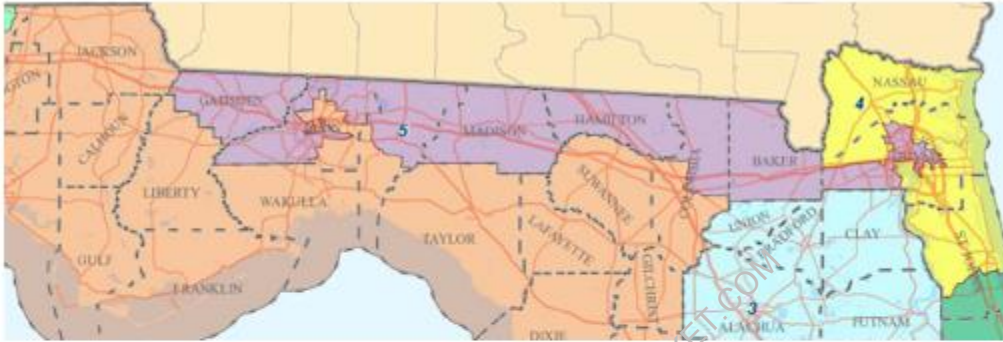 JACKSON
NASSAU
GADSDEN
4
HAMILTON
5
MADISON
CALHOUN
BAKER
LIBERTY
SUWANNEE
COLUMBIA
WAKULLA
UNION
BRADFORD
CLAY
TAYLOR
LAFAYETTE
GULF
GILCHRIST
FRANKLIN
3
ALACHUA
PUTNAM
DIXIE